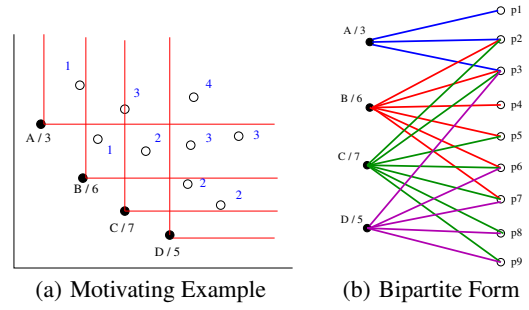 1
3
4
A / 3
1
2
3
3
B / 6
2
2
C / 7
D / 5
(a) Motivating Example
p1
A / 3
p2
p3
B / 6
p4
p5
C / 7
p6
p7
D / 5
p8
p9
(b) Bipartite Form